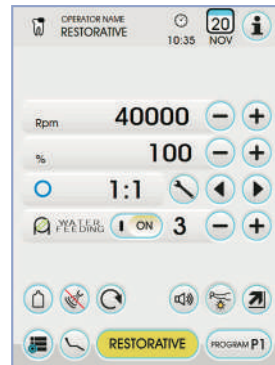 OPERATOR NAME
RESTORATIVE
10:35
20
NOV
Rpm 40000
% 100
1:1
WATER FEEDING I ON 3
RESTORATIVE
PROGRAM P1